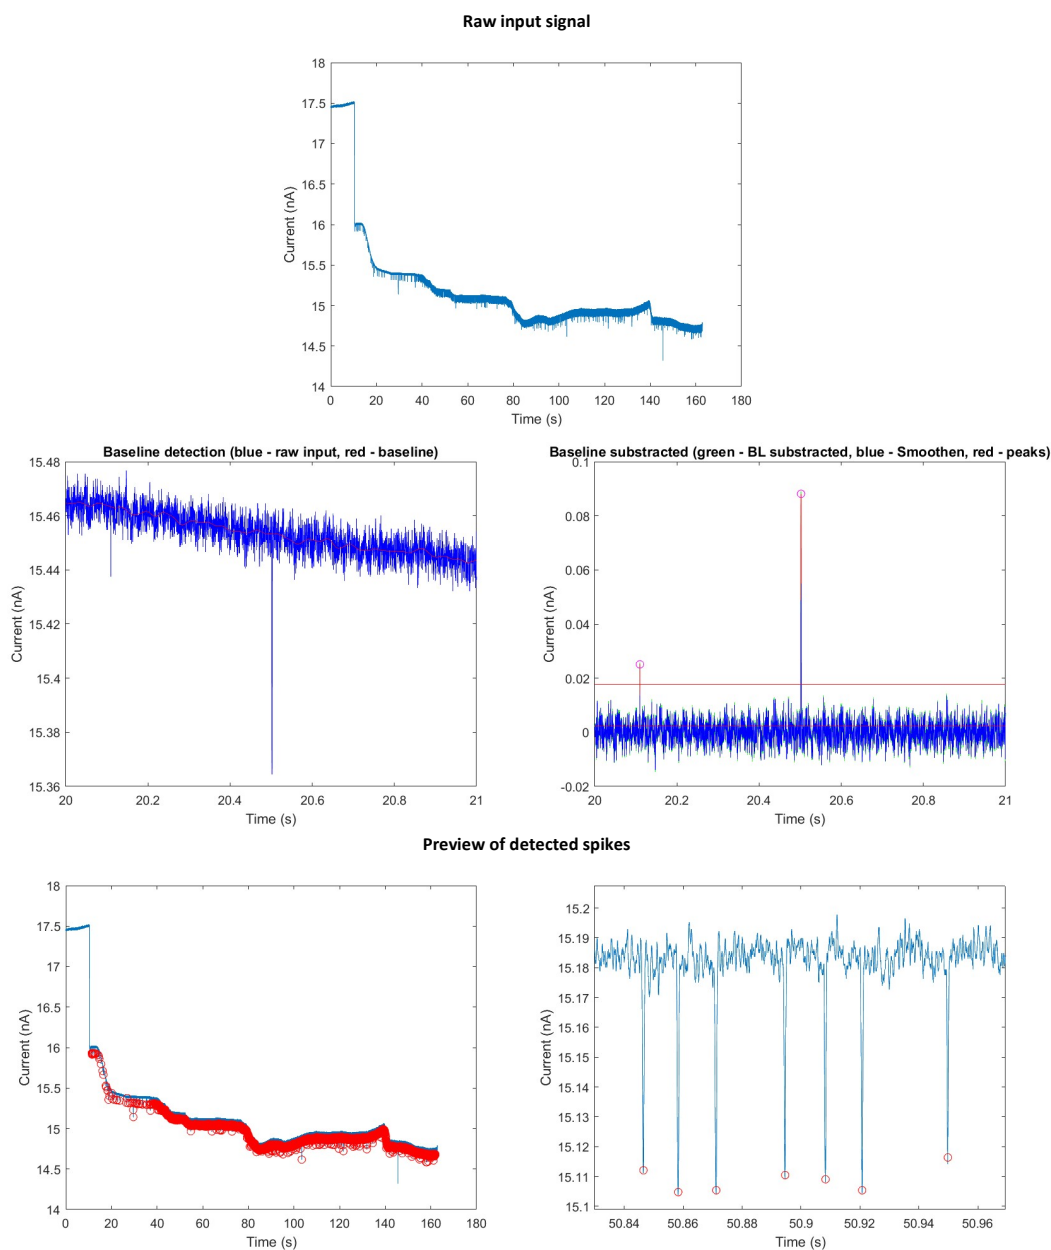 Raw input signal
18
17.5
17
16.5
16
15.5
15
14.5
14
Current (nA)
0 20 40 60 80 100 120 140 160 180
Time (s)
Baseline detection (blue - raw input, red - baseline)
15.48
15.46
15.44
15.42
15.4
15.38
15.36
Current (nA)
20 20.2 20.4 20.6 20.8 21
Time (s)
Baseline substracted (green - BL substracted, blue - Smoothen, red - peaks)
0.1
0.08
0.06
0.04
0.02
0
-0.02
Current (nA)
20 20.2 20.4 20.6 20.8 21
Time (s)
Preview of detected spikes
18
17.5
17
16.5
16
15.5
15
14.5
14
Current (nA)
0 20 40 60 80 100 120 140 160 180
Time (s)
15.2
15.19
15.18
15.17
15.16
15.15
15.14
15.13
15.12
15.11
15.1
Current (nA)
50.84 50.86 50.88 50.9 50.92 50.94 50.96
Time (s)